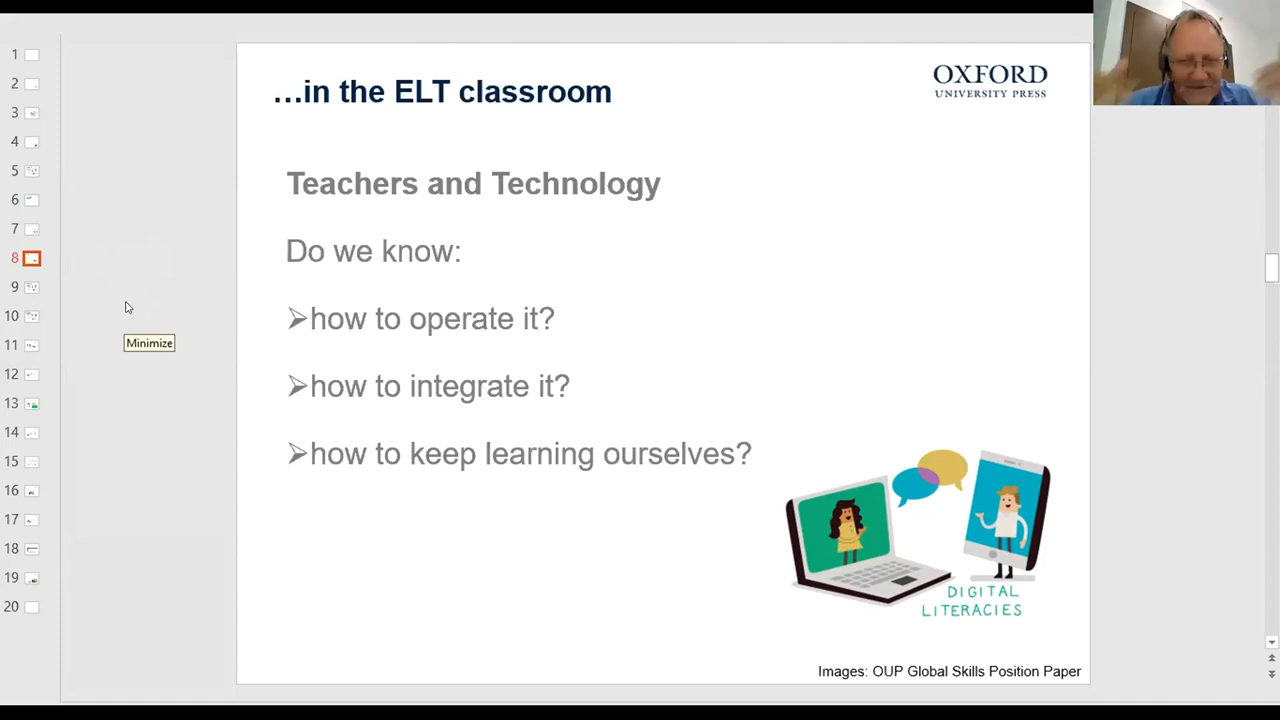 1
2
3
4
5
6
7
8
9
10
11
12
13
14
15
16
17
18
19
20
Minimize
…in the ELT classroom
OXFORD
UNIVERSITY PRESS
Teachers and Technology
Do we know:
➢how to operate it?
➢how to integrate it?
➢how to keep learning ourselves?
DIGITAL
LITERACIES
Images: OUP Global Skills Position Paper